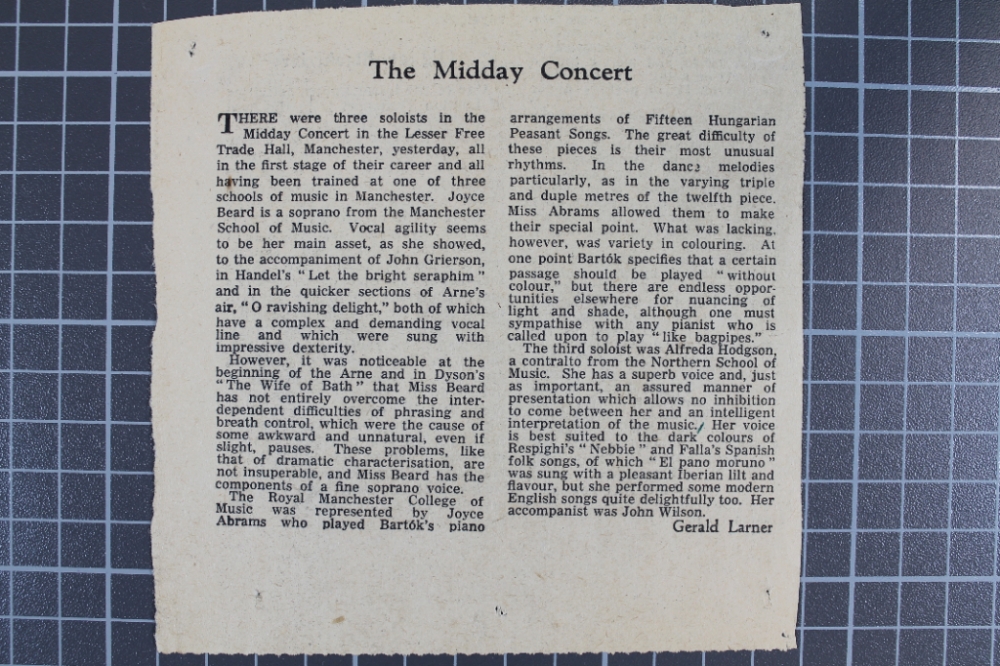 The Midday Concert
THERE were three soloists in the
Midday Concert in the Lesser Free
Trade Hall, Manchester, yesterday, all
in the first stage of their career and all
having been trained at one of three
schools of music in Manchester. Joyce
Beard is a soprano from the Manchester
School of Music. Vocal agility seems
to be her main asset, as she showed,
to the accompaniment of John Grierson,
in Handel's "Let the bright seraphim"
and in the quicker sections of Arne's
air, "O ravishing delight," both of which
have a complex and demanding vocal
line and which were sung with
impressive dexterity.
However, it was noticeable at the
beginning of the Arne and in Dyson's
"The Wife of Bath" that Miss Beard
has not entirely overcome the inter-
dependent difficulties of phrasing and
breath control, which were the cause of
some awkward and unnatural, even if
slight, pauses. These problems, like
that of dramatic characterisation, are
not insuperable, and Miss Beard has the
components of a fine soprano voice.
The Royal Manchester College of
Music was represented by Joyce
Abrams who played Bartók's piano
arrangements of Fifteen Hungarian
Peasant Songs. The great difficulty of
these pieces is their most unusual
rhythms. In the dance melodies
particularly, as in the varying triple
and duple metres of the twelfth piece.
Miss Abrams allowed them to make
their special point. What was lacking,
however, was variety in colouring. At
one point Bartók specifies that a certain
passage should be played "without
colour," but there are endless oppor-
tunities elsewhere for nuancing of
light and shade, although one must
sympathise with any pianist who is
called upon to play "like bagpipes."
The third soloist was Alfreda Hodgson,
a contralto from the Northern School of
Music. She has a superb voice and, just
as important, an assured manner of
presentation which allows no inhibition
to come between her and an intelligent
interpretation of the music. Her voice
is best suited to the dark colours of
Respighi's "Nebbie" and Falla's Spanish
folk songs, of which "El pano moruno"
was sung with a pleasant Iberian lilt and
flavour, but she performed some modern
English songs quite delightfully too. Her
accompanist was John Wilson.
Gerald Larner